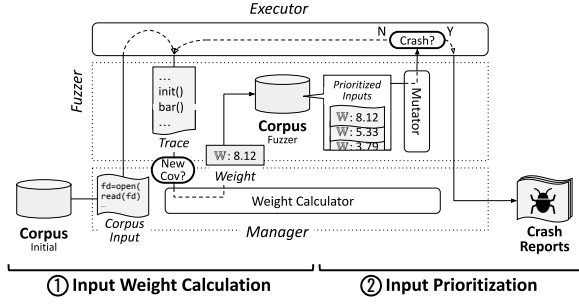 Executor
N
Y
Crash?
Fuzzer
...
init()
bar()
...
Trace
Corpus
Fuzzer
Prioritized
Inputs
𝕎: 8.12
𝕎: 5.33
𝕎: 3.79
Mutator
𝕎: 8.12
Weight
New
Cov?
Corpus
Initial
fd=open(
read(fd)
…
Corpus
Input
Weight Calculator
Manager
Crash
Reports
① Input Weight Calculation
② Input Prioritization